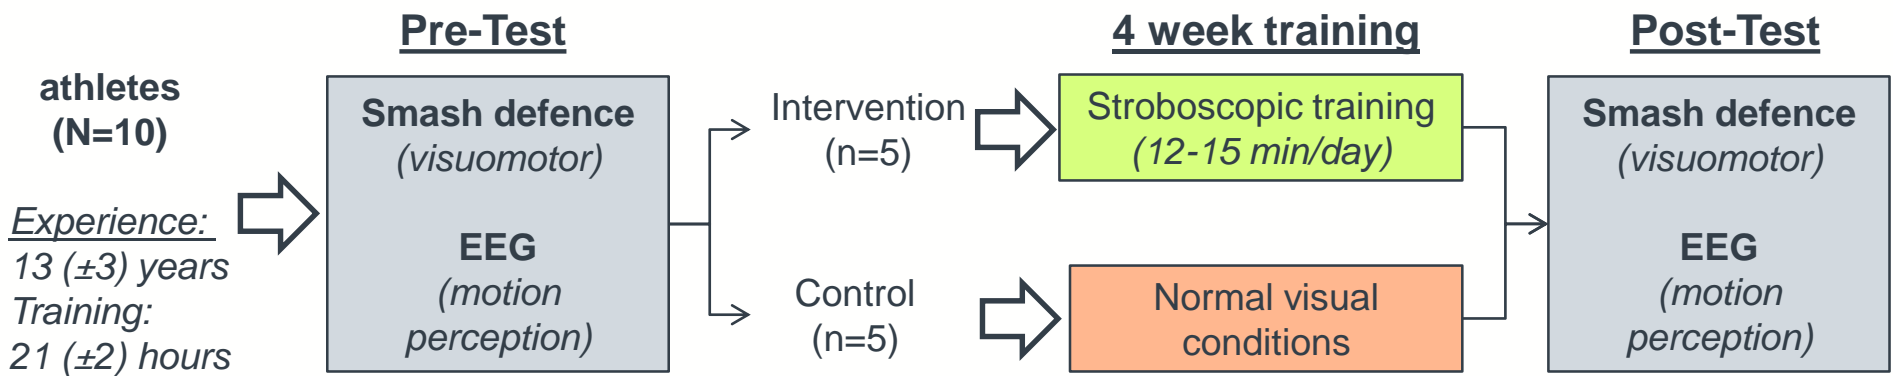 athletes
(N=10)
Experience:
13 (±3) years
Training:
21 (±2) hours
Pre-Test
Smash defence
(visuomotor)
EEG
(motion
perception)
Intervention
(n=5)
Control
(n=5)
4 week training
Stroboscopic training
(12-15 min/day)
Normal visual
conditions
Post-Test
Smash defence
(visuomotor)
EEG
(motion
perception)